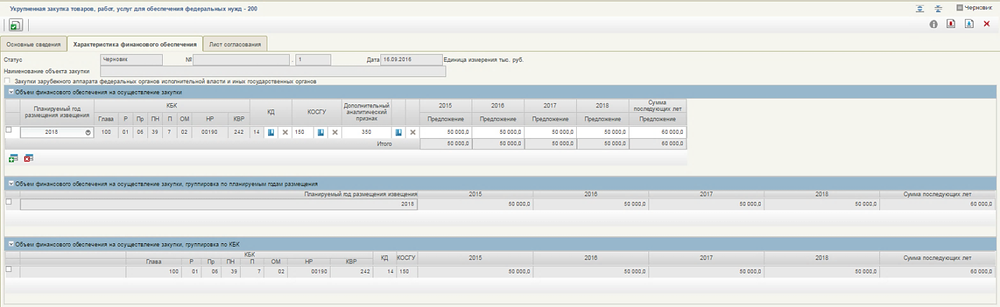 Укрупненная закупка товаров, работ, услуг для обеспечения федеральных нужд - 200
Черновик
Основные сведения Характеристика финансового обеспечения Лист согласования
Статус Черновик № . 1 Дата 16.09.2016 Единица измерения тыс. руб.
Наименование объекта закупки
Закупки зарубежного аппарата федеральных органов исполнительной власти и иных государственных органов
Объем финансового обеспечения на осуществление закупки
Планируемый год размещения извещения КБК КД КОСГУ Дополнительный аналитический признак 2015 2016 2017 2018 Сумма последующих лет
Глава Р Пр ПН П ОМ НР КВР Предложение Предложение Предложение Предложение Предложение
2018 100 01 06 39 7 02 00190 242 14 150 350 50 000,0 50 000,0 50 000,0 50 000,0 60 000,0
Итого 50 000,0 50 000,0 50 000,0 50 000,0 60 000,0
Объем финансового обеспечения на осуществление закупки, группировка по планируемым годам размещения
Планируемый год размещения извещения 2015 2016 2017 2018 Сумма последующих лет
2018 50 000,0 50 000,0 50 000,0 50 000,0 60 000,0
Объем финансового обеспечения на осуществление закупки, группировка по КБК
КБК КД КОСГУ 2015 2016 2017 2018 Сумма последующих лет
Глава Р Пр ПН П ОМ НР КВР
100 01 06 39 7 02 00190 242 14 150 50 000,0 50 000,0 50 000,0 50 000,0 60 000,0